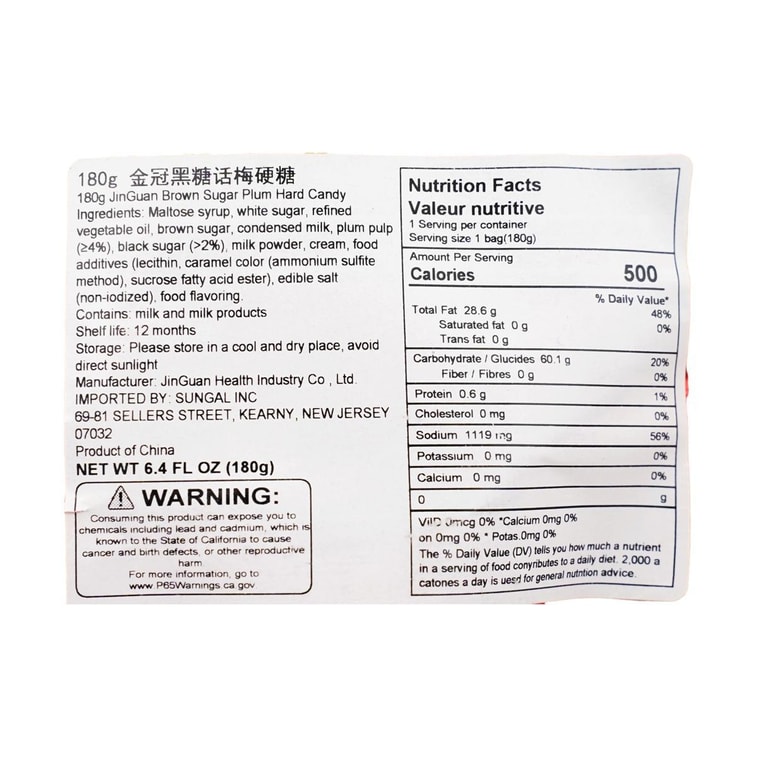 180g 金冠黑糖话梅硬糖
180g JinGuan Brown Sugar Plum Hard Candy
Ingredients: Maltose syrup, white sugar, refined
vegetable oil, brown sugar, condensed milk, plum pulp
(≥4%), black sugar (>2%), milk powder, cream, food
additives (lecithin, caramel color (ammonium sulfite
method), sucrose fatty acid ester), edible salt
(non-iodized), food flavoring.
Contains: milk and milk products
Shelf life: 12 months
Storage: Please store in a cool and dry place, avoid
direct sunlight
Manufacturer: JinGuan Health Industry Co , Ltd.
IMPORTED BY: SUNGAL INC
69-81 SELLERS STREET, KEARNY, NEW JERSEY
07032
Product of China
NET WT 6.4 FL OZ (180g)
WARNING:
Consuming this product can expose you to
chemicals including lead and cadmium, which is
known to the State of California to cause
cancer and birth defects, or other reproductive
harm
For more information, go to
www.P65Warnings.ca.gov
Nutrition Facts
Valeur nutritive
1 Serving per container
Serving size 1 bag(180g)
Amount Per Serving
Calories 500
% Daily Value*
Total Fat 28.6 g 48%
Saturated fat 0 g 0%
Trans fat 0 g
Carbohydrate / Glucides 60.1 g 20%
Fiber / Fibres 0 g 0%
Protein 0.6 g 1%
Cholesterol 0 mg 0%
Sodium 1119 mg 56%
Potassium 0 mg 0%
Calcium 0 mg 0%
0 g
VitD 0mcg 0% *Calcium 0mg 0%
on 0mg 0% * Potas.0mg 0%
The % Daily Value (DV) tells you how much a nutrient
in a serving of food conyributes to a daily diet. 2,000 a
catones a day is uesd for general nutntion advice.